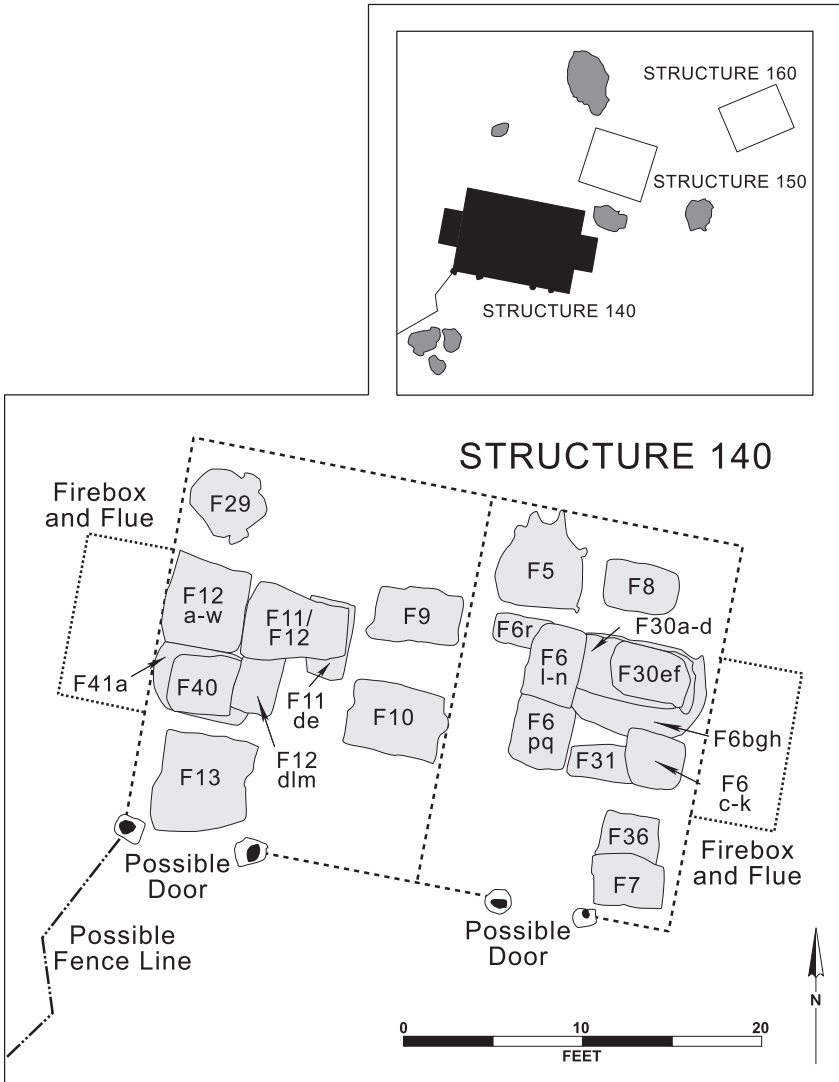 STRUCTURE 160
STRUCTURE 150
STRUCTURE 140
STRUCTURE 140
Firebox
and Flue
F29
F5
F8
F12
a-w
F11/
F12
F9
F6r
F30a-d
F6
l-n
F30ef
F41a
F40
F11
de
F10
F6
pq
F6bgh
F12
dlm
F13
F31
F6
c-k
F36
Firebox
and Flue
F7
Possible
Door
Possible
Door
Possible
Fence Line
N
0
10
20
FEET